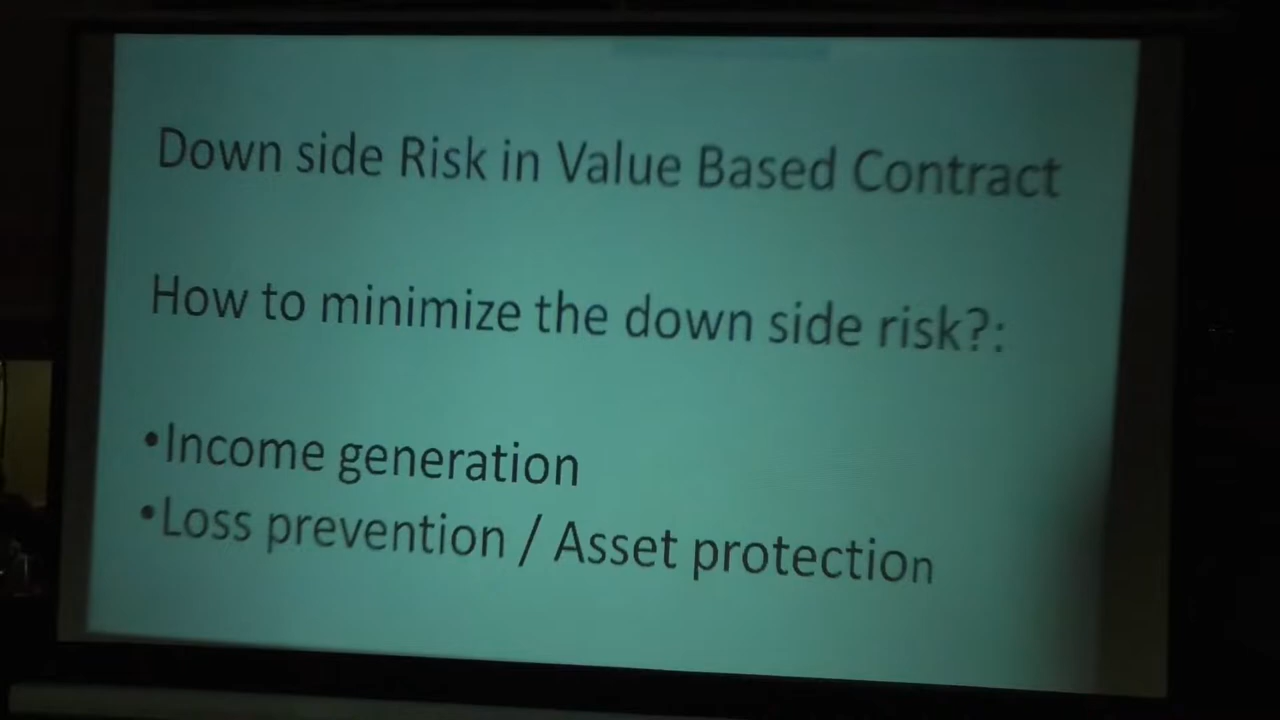 Down side Risk in Value Based Contract
How to minimize the down side risk?:
•Income generation
•Loss prevention / Asset protection